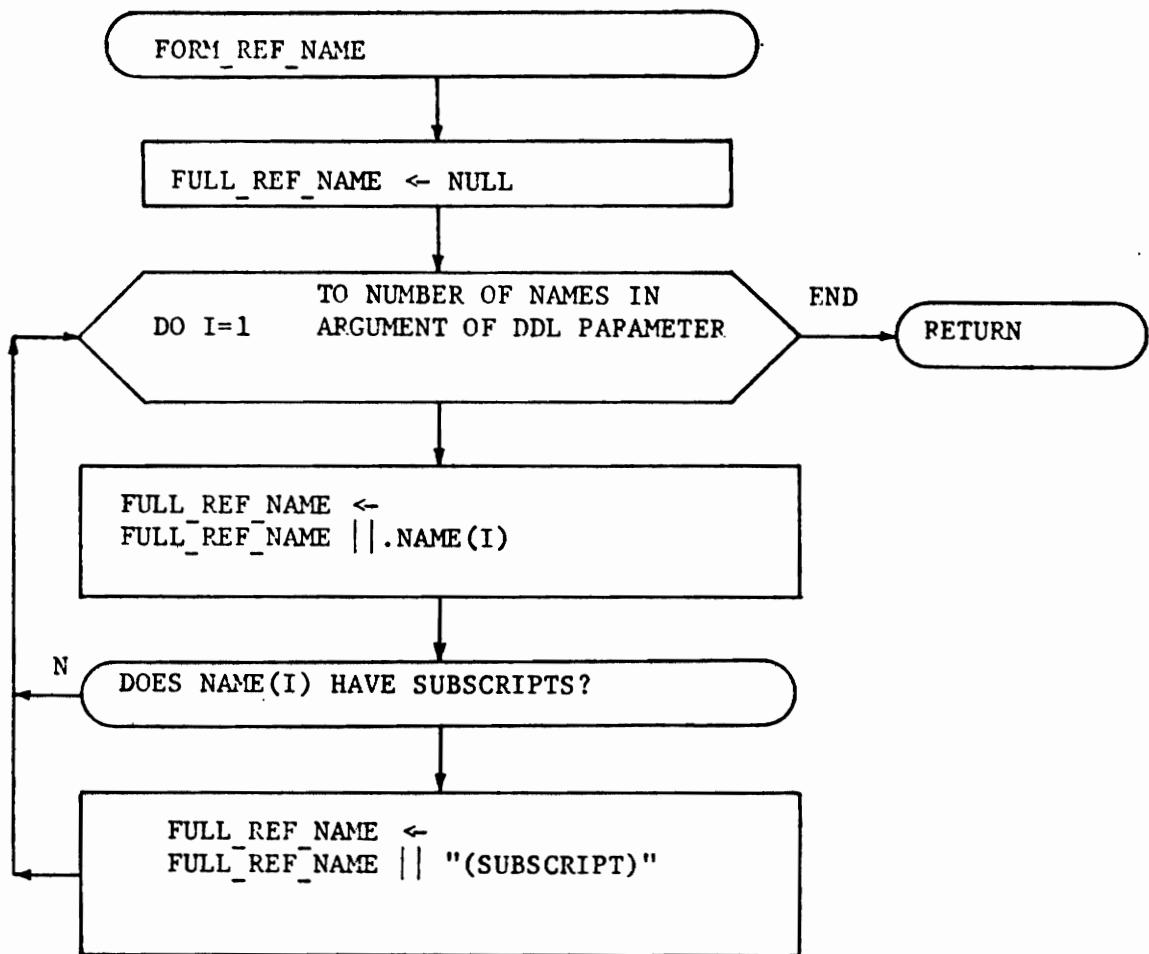 FORM_REF_NAME
FULL_REF_NAME <- NULL
TO NUMBER OF NAMES IN
DO I=1 ARGUMENT OF DDL PAPAMETER
END
RETURN
FULL_REF_NAME <-
FULL_REF_NAME ||.NAME(I)
N
DOES NAME(I) HAVE SUBSCRIPTS?
FULL_REF_NAME <-
FULL_REF_NAME || "(SUBSCRIPT)"